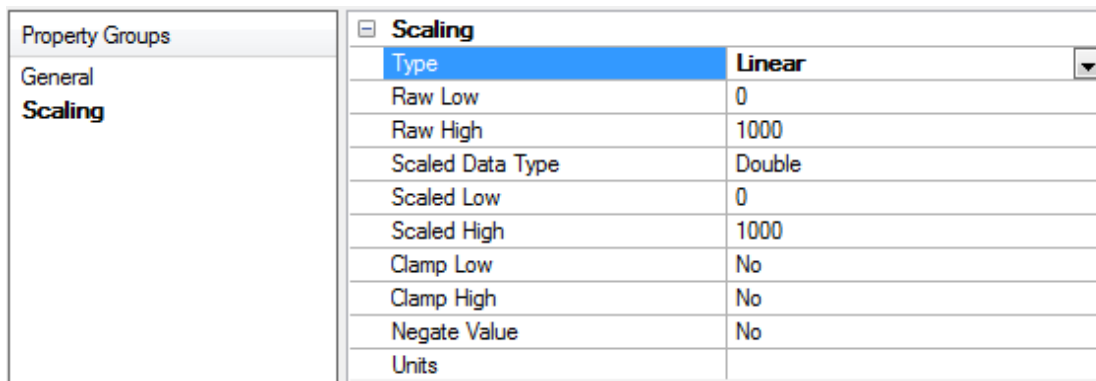 Property Groups
General
Scaling
Scaling
Type Linear
Raw Low 0
Raw High 1000
Scaled Data Type Double
Scaled Low 0
Scaled High 1000
Clamp Low No
Clamp High No
Negate Value No
Units